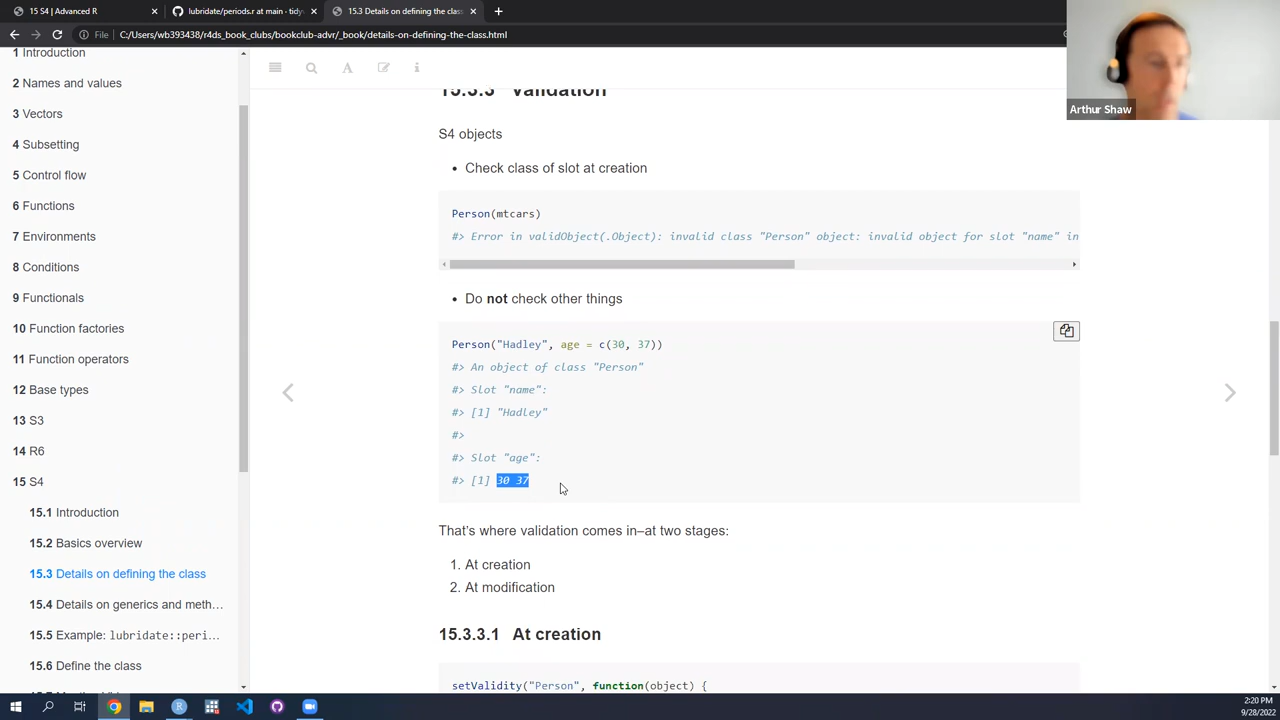 15 S4 | Advanced R
lubridate/periods.r at main · tidy
15.3 Details on defining the clas
File
C:/Users/wb393438/r4ds_book_clubs/bookclub-advr/_book/details-on-defining-the-class.html
Arthur Shaw
1 Introduction
2 Names and values
3 Vectors
4 Subsetting
5 Control flow
6 Functions
7 Environments
8 Conditions
9 Functionals
10 Function factories
11 Function operators
12 Base types
13 S3
14 R6
15 S4
15.1 Introduction
15.2 Basics overview
15.3 Details on defining the class
15.4 Details on generics and meth…
15.5 Example: lubridate::peri…
15.6 Define the class
15.3.3 Validation
S4 objects
• Check class of slot at creation
Person(mtcars)
#> Error in validObject(.Object): invalid class "Person" object: invalid object for slot "name" in
• Do not check other things
Person("Hadley", age = c(30, 37))
#> An object of class "Person"
#> Slot "name":
#> [1] "Hadley"
#>
#> Slot "age":
#> [1] 30 37
That's where validation comes in–at two stages:
1. At creation
2. At modification
15.3.3.1 At creation
setValidity("Person", function(object) {
2:20 PM
9/28/2022